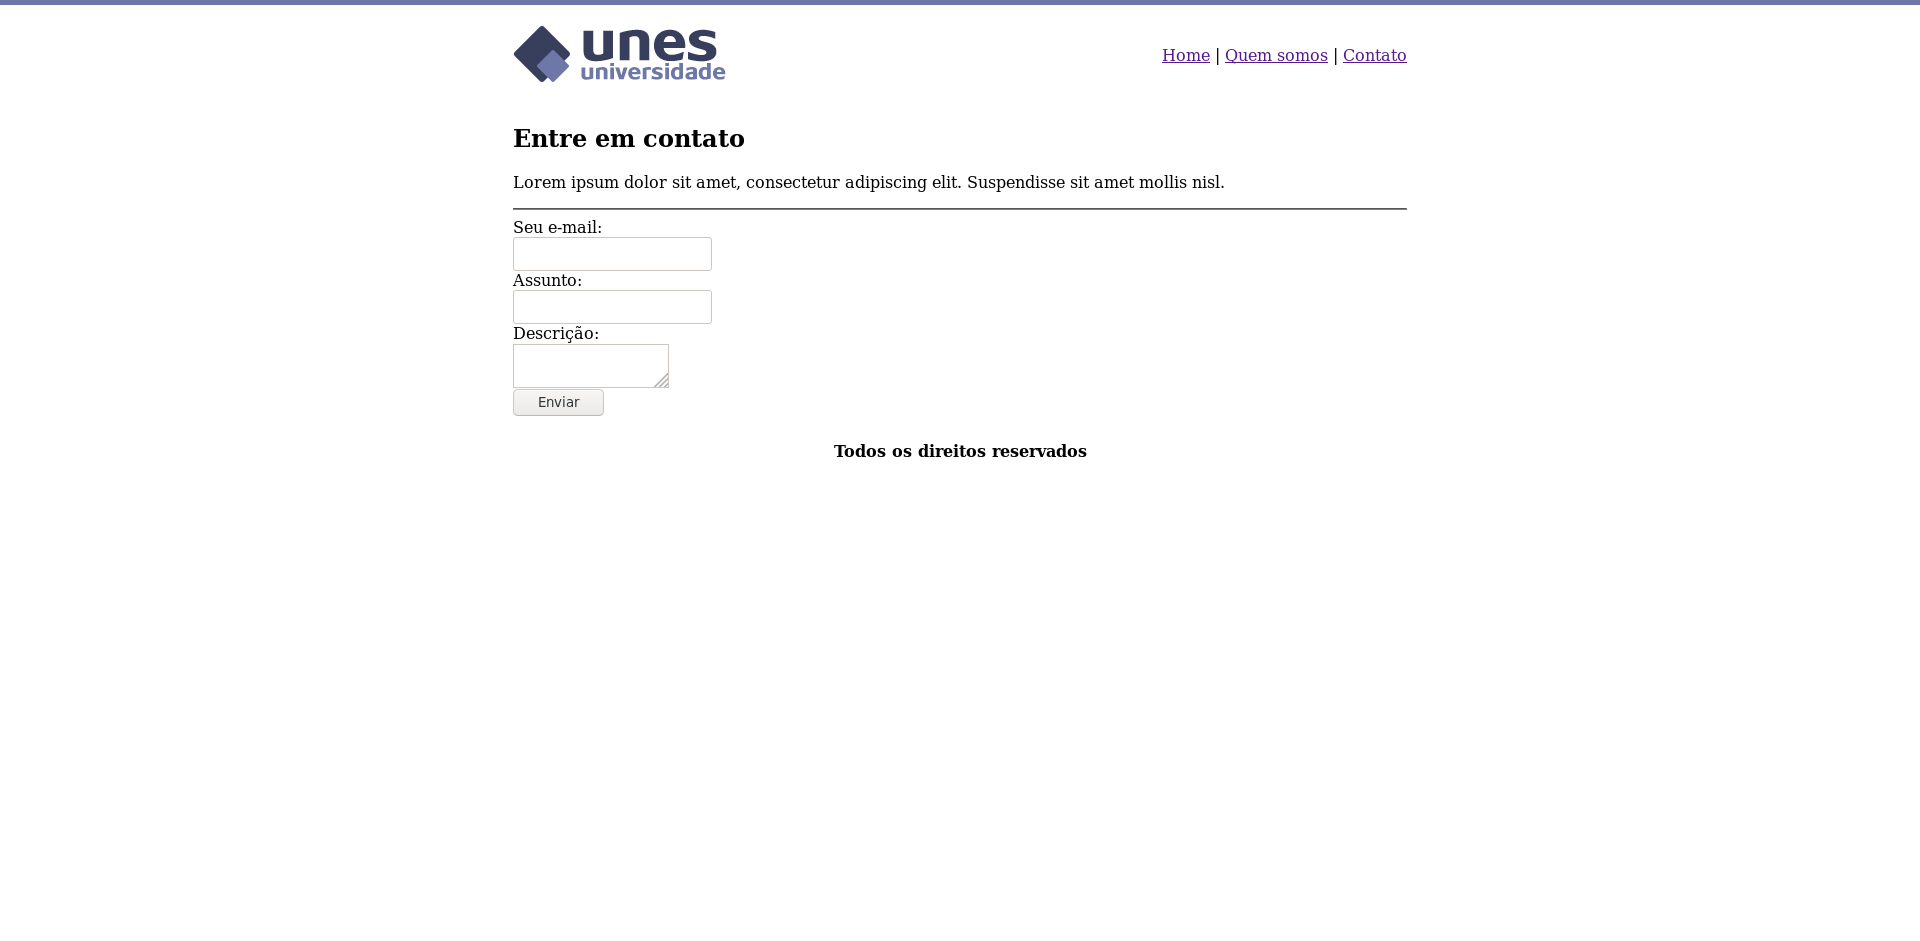 unes
universidade
Home | Quem somos | Contato
Entre em contato
Lorem ipsum dolor sit amet, consectetur adipiscing elit. Suspendisse sit amet mollis nisl.
Seu e-mail:
Assunto:
Descrição:
Enviar
Todos os direitos reservados